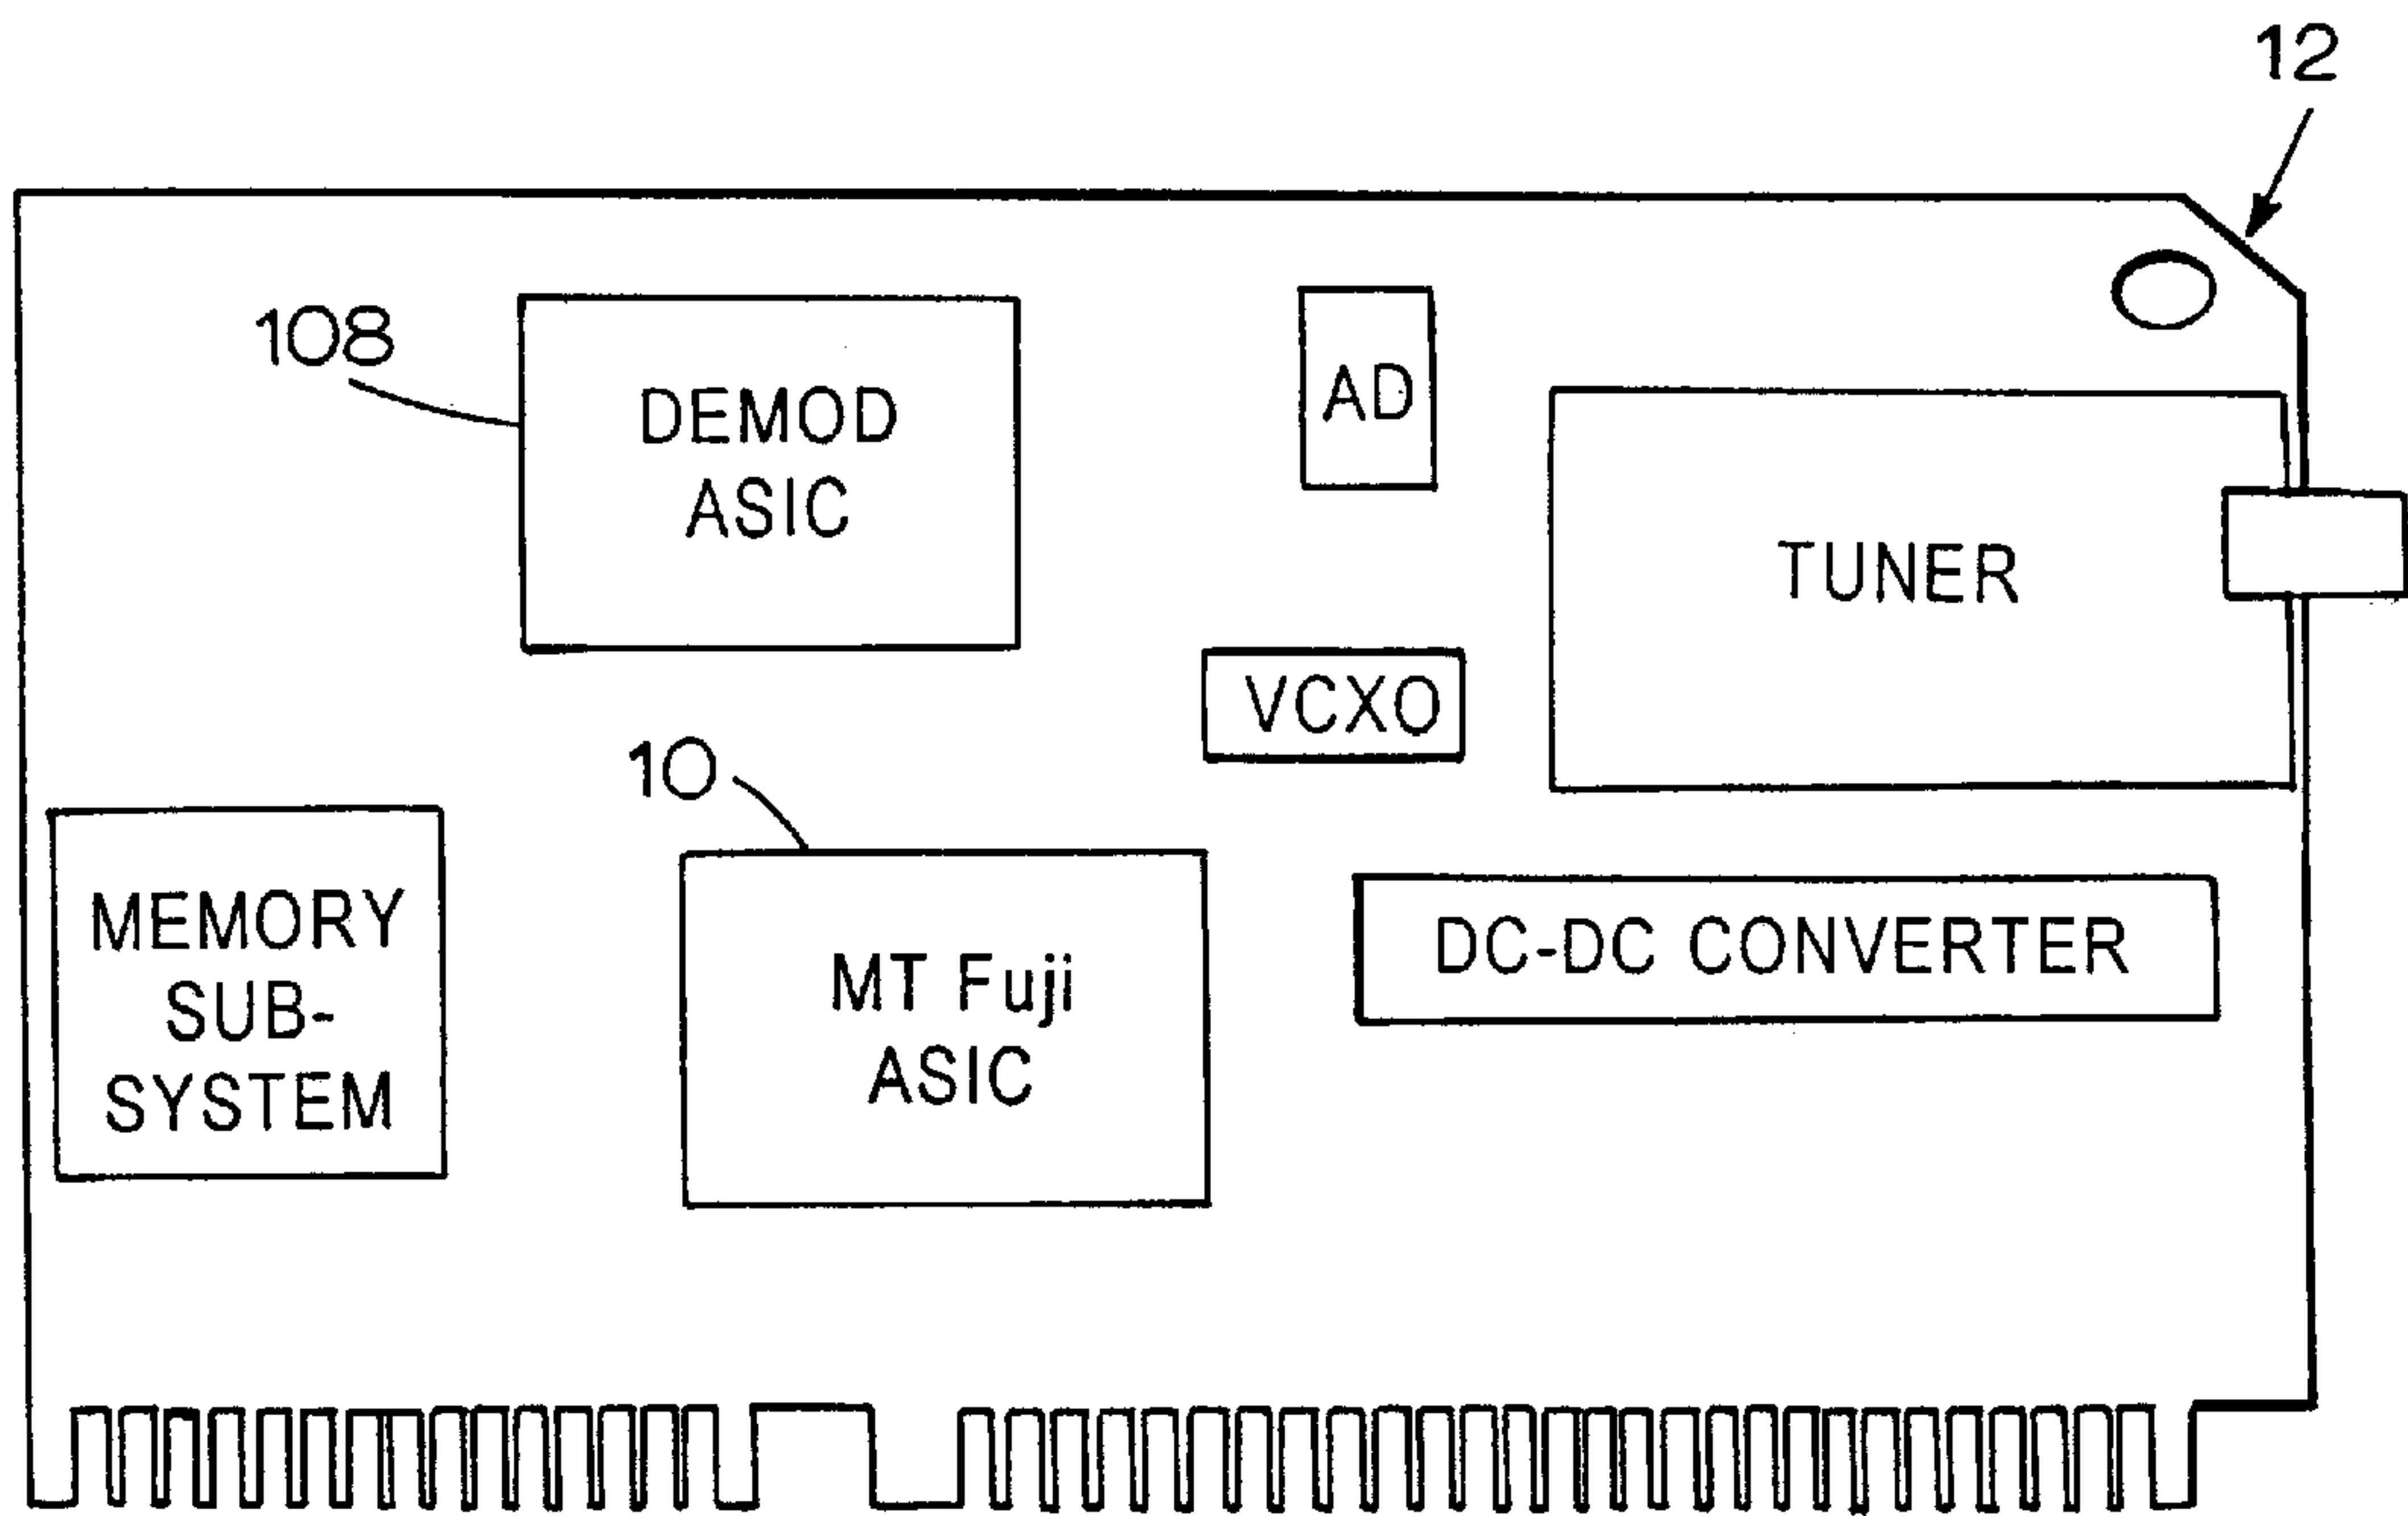 12
108
DEMOD
ASIC
AD
TUNER
VCXO
10
MEMORY
SUB-
SYSTEM
MT Fuji
ASIC
DC-DC CONVERTER